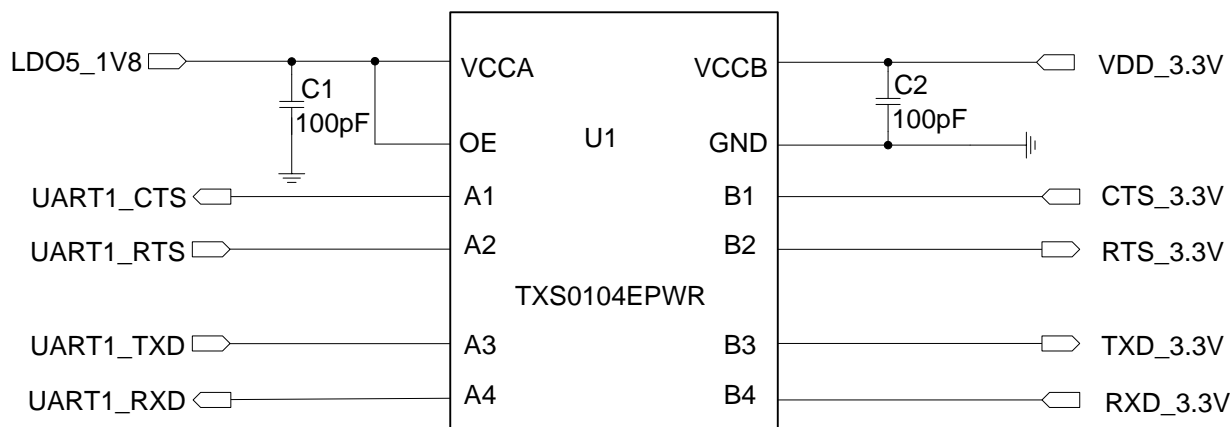 LDO5_1V8
VCCA
VCCB
VDD_3.3V
C1
100pF
C2
100pF
OE
U1
GND
UART1_CTS
A1
B1
CTS_3.3V
UART1_RTS
A2
B2
RTS_3.3V
TXS0104EPWR
UART1_TXD
A3
B3
TXD_3.3V
UART1_RXD
A4
B4
RXD_3.3V